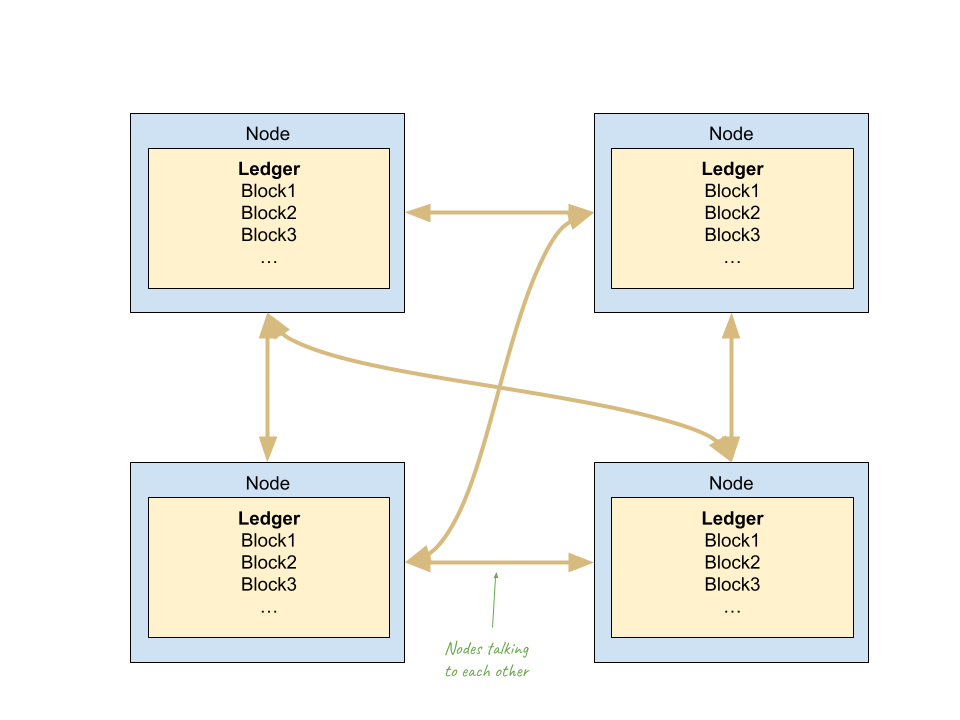 Node
Ledger
Block1
Block2
Block3
…
Node
Ledger
Block1
Block2
Block3
…
Node
Ledger
Block1
Block2
Block3
…
Node
Ledger
Block1
Block2
Block3
…
Nodes talking
to each other